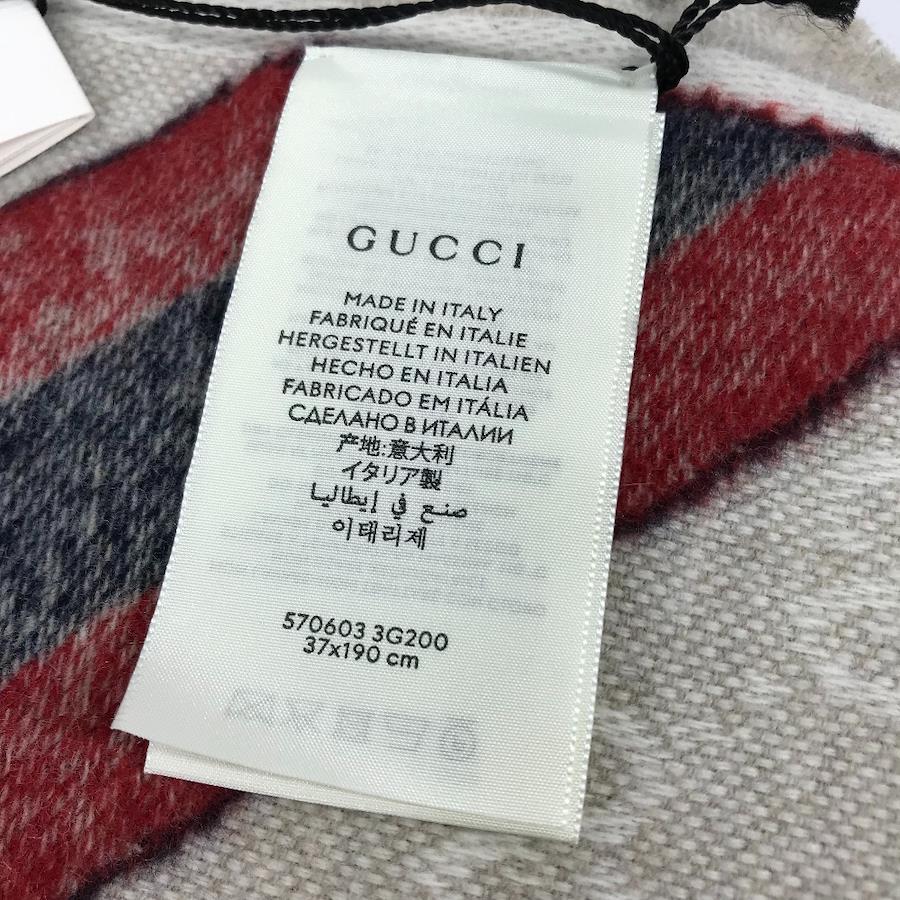 GUCCI
MADE IN ITALY
FABRIQUÉ EN ITALIE
HERGESTELLT IN ITALIEN
HECHO EN ITALIA
FABRICADO EM ITÁLIA
СДЕЛАНО В ИТАЛИИ
产地:意大利
イタリア製
صنع في إيطاليا
이태리제
570603 3G200
37x190 cm